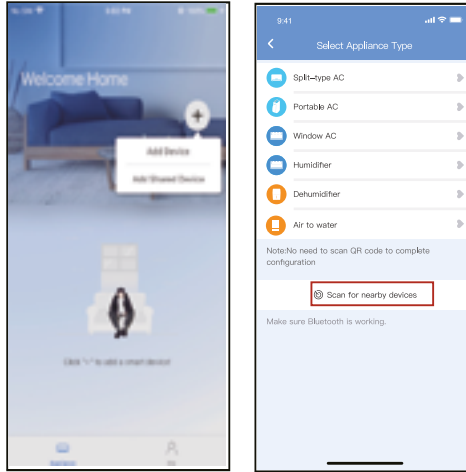 Welcome Home
+
Add Device
Add Shared Device
Click "+" to add a smart device!
9:41
Select Appliance Type
Split-type AC
Portable AC
Window AC
Humidifier
Dehumidifier
Air to water
Note:No need to scan QR code to complete
configuration
Scan for nearby devices
Make sure Bluetooth is working.